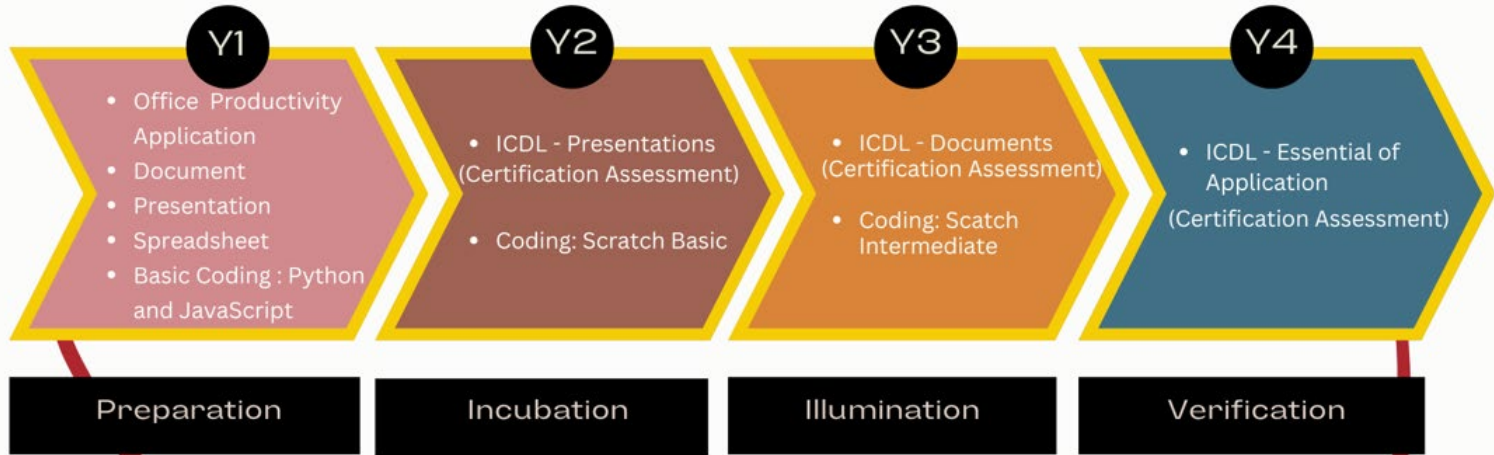 Y1
• Office Productivity
Application
• Document
• Presentation
• Spreadsheet
• Basic Coding : Python
and JavaScript
Preparation
Y2
• ICDL - Presentations
(Certification Assessment)
• Coding: Scratch Basic
Incubation
Y3
• ICDL - Documents
(Certification Assessment)
• Coding: Scatch
Intermediate
Illumination
Y4
• ICDL - Essential of
Application
(Certification Assessment)
Verification